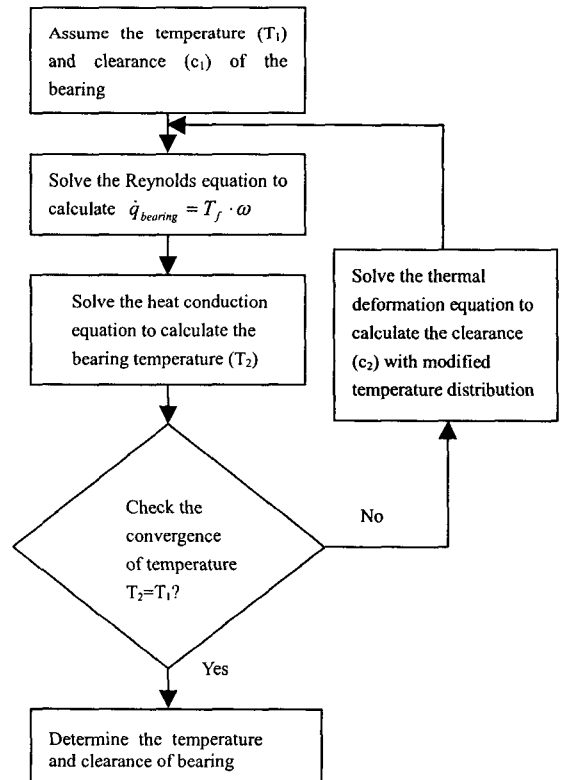 Assume the temperature (T₁)
and clearance (c₁) of the
bearing
Solve the Reynolds equation to
calculate q̇_bearing = T_f · ω
Solve the heat conduction
equation to calculate the
bearing temperature (T₂)
Solve the thermal
deformation equation to
calculate the clearance
(c₂) with modified
temperature distribution
Check the
convergence
of temperature
T₂=T₁?
No
Yes
Determine the temperature
and clearance of bearing